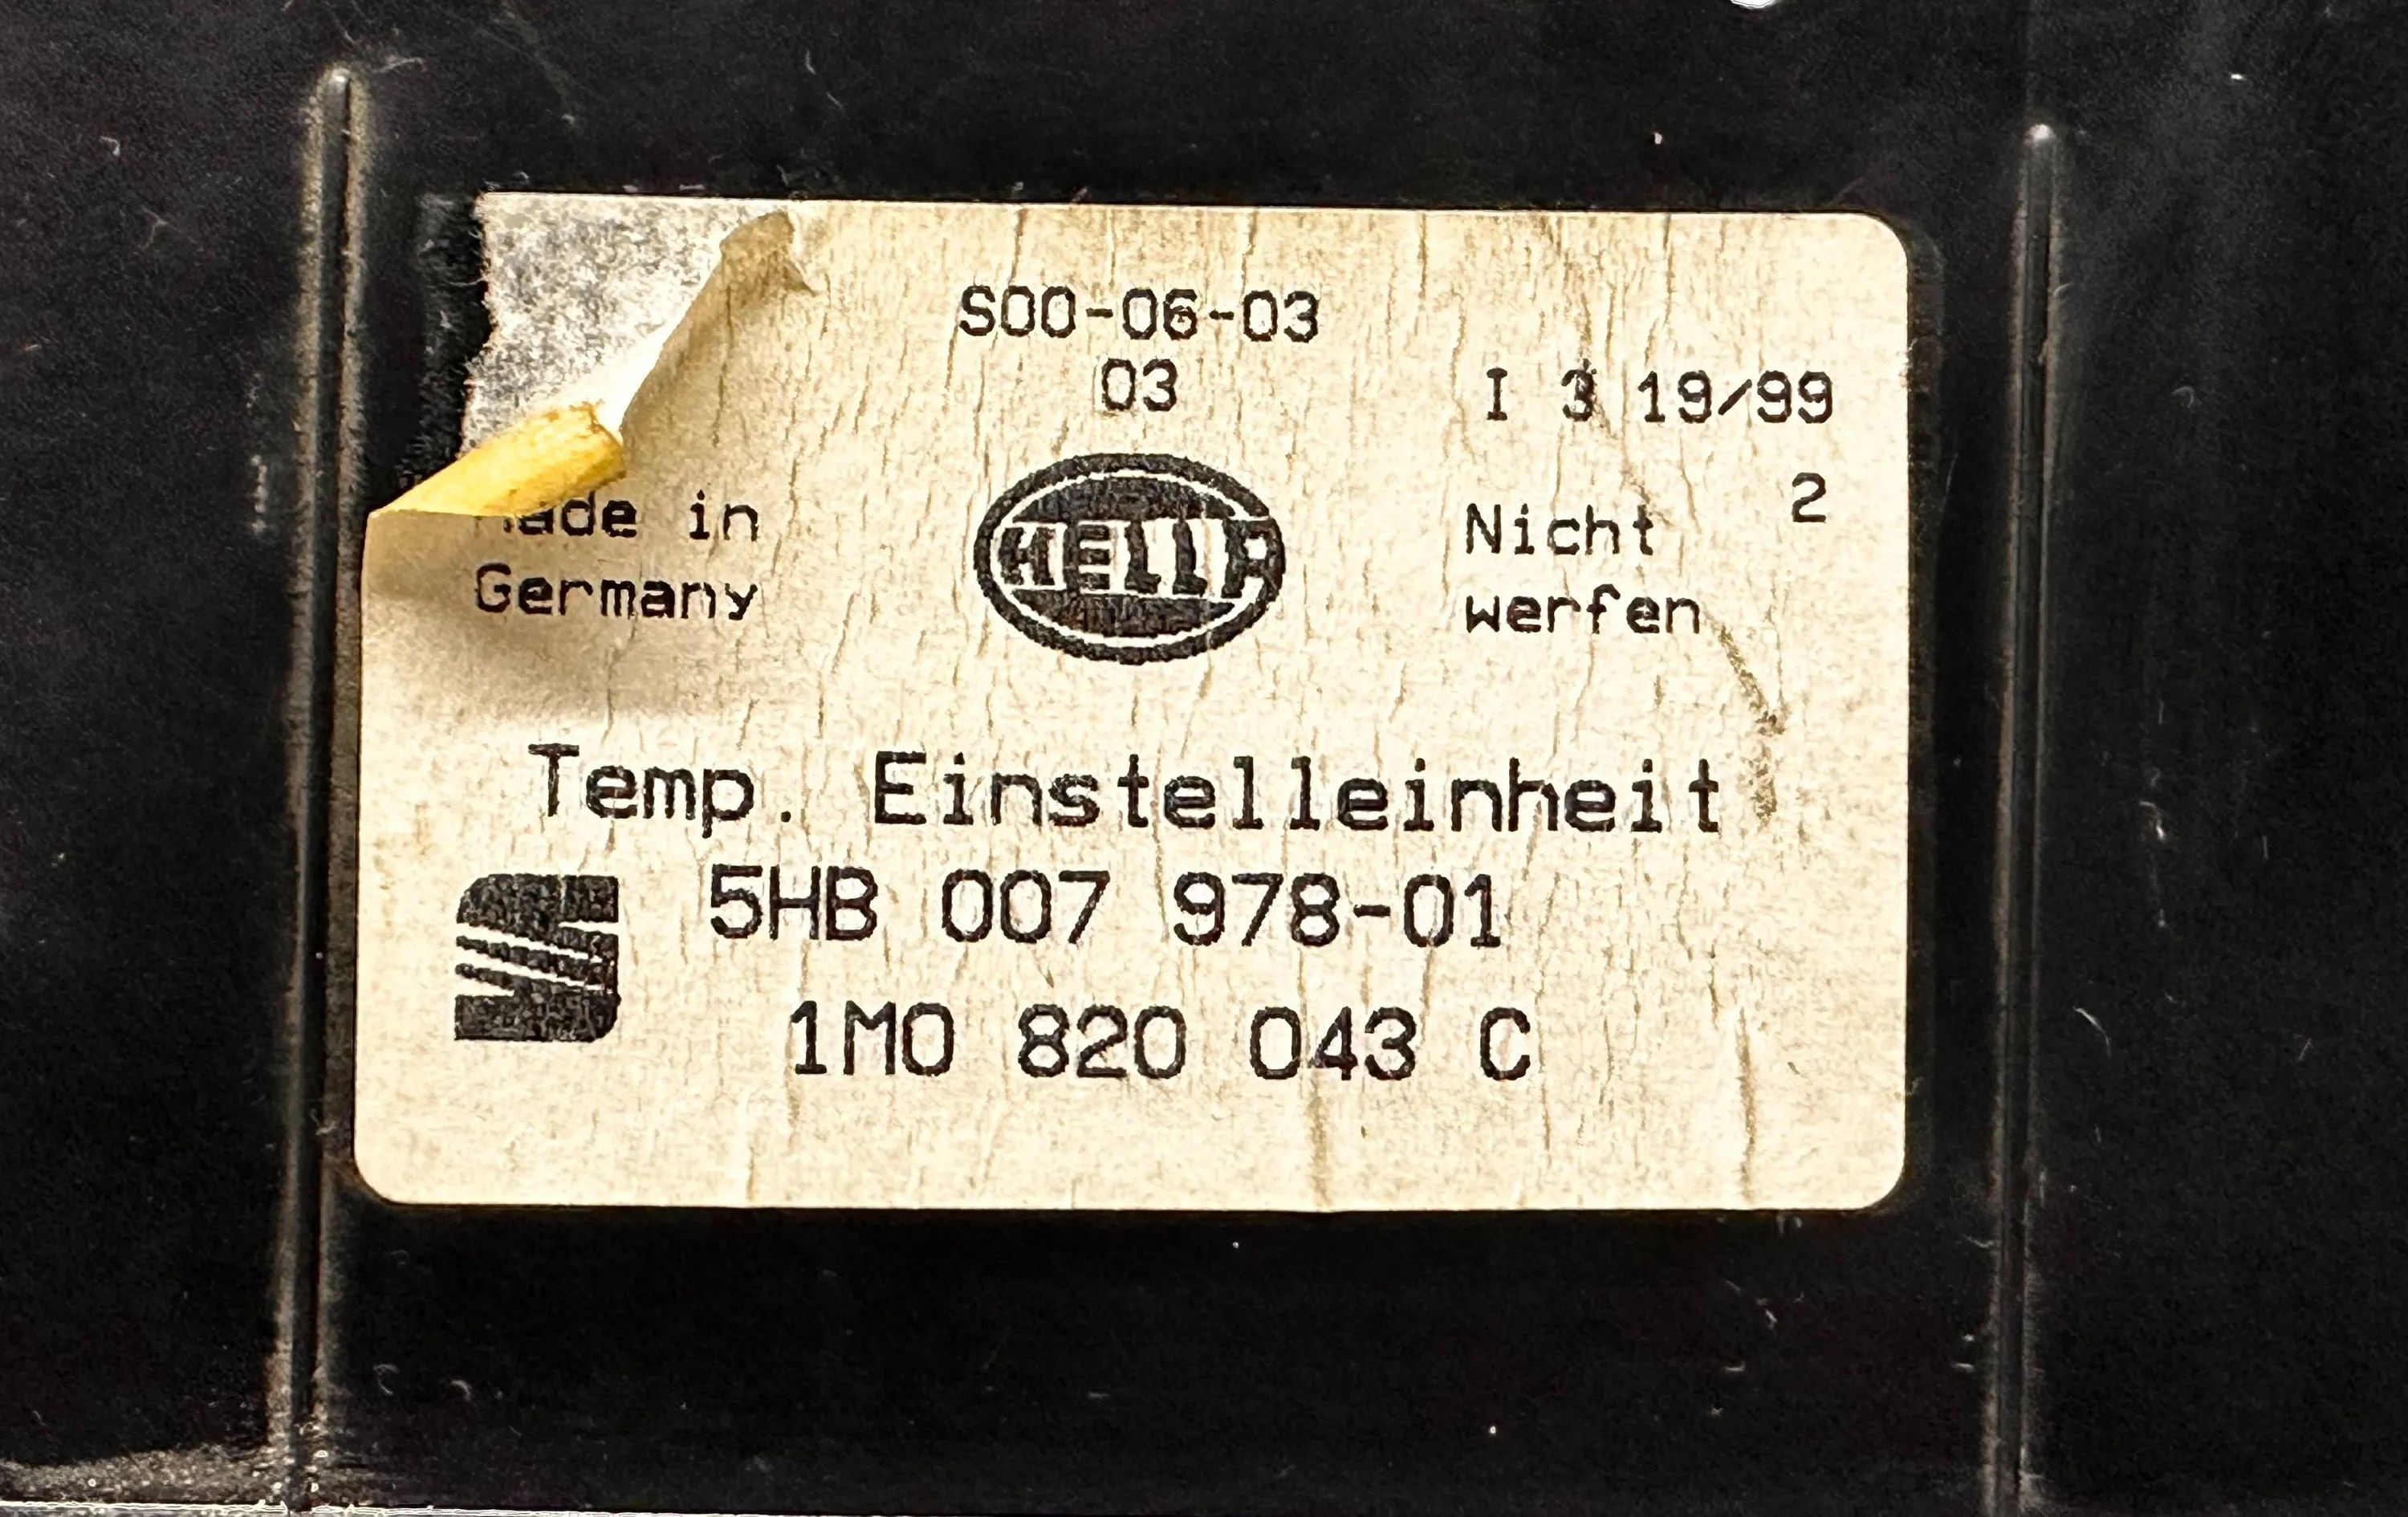 S00-06-03
03
I 3 19/99
2
Made in
Germany
HELLA
Nicht
werfen
Temp. Einstelleinheit
5HB 007 978-01
1M0 820 043 C